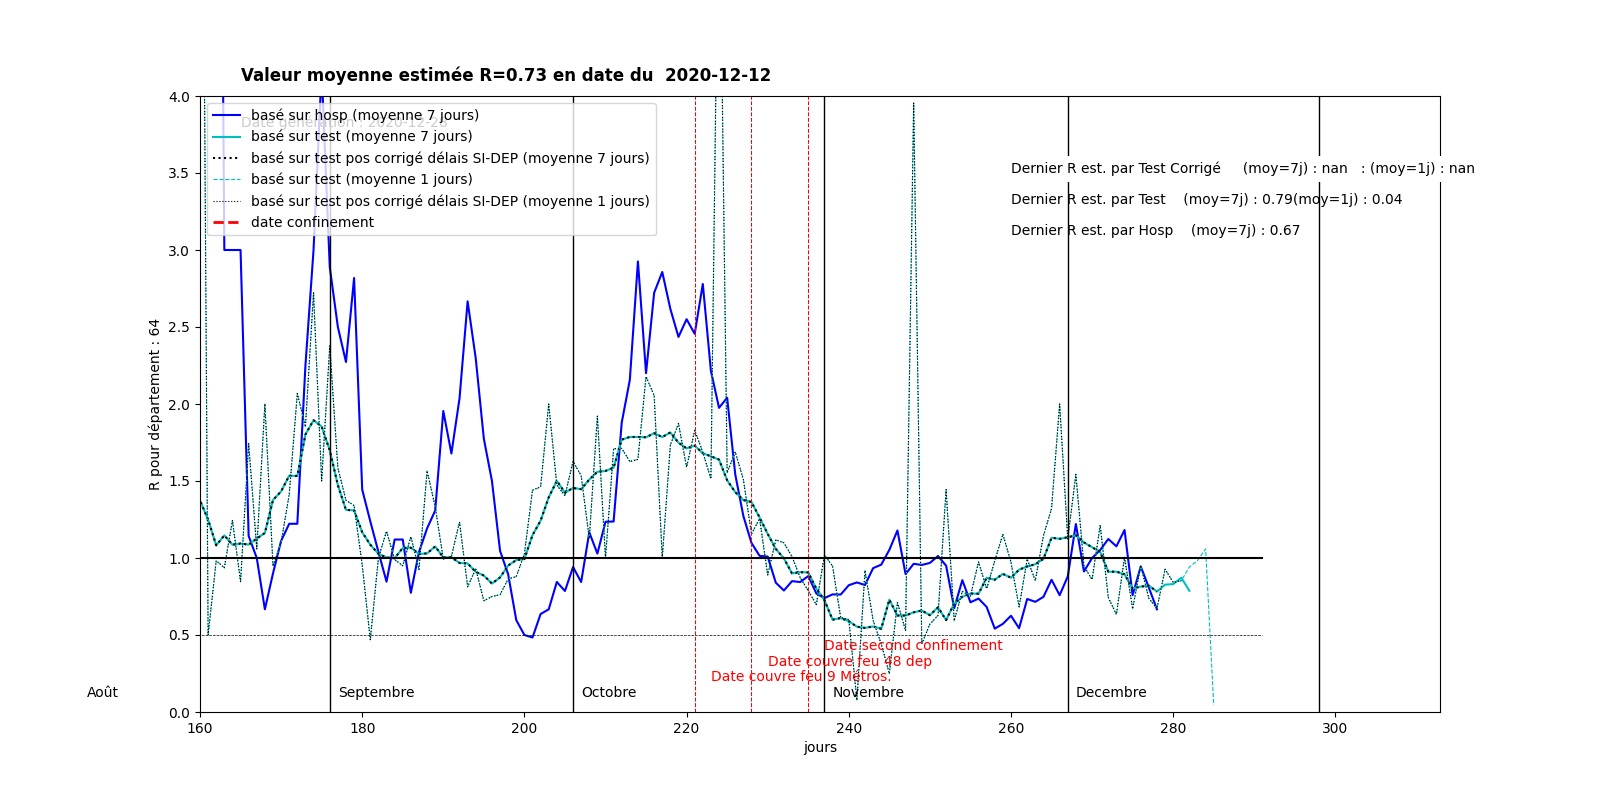 Valeur moyenne estimée R=0.73 en date du  2020-12-12
4.0
3.5
3.0
2.5
2.0
1.5
1.0
0.5
0.0
R pour département : 64
basé sur hosp (moyenne 7 jours)
basé sur test (moyenne 7 jours)
basé sur test pos corrigé délais SI-DEP (moyenne 7 jours)
basé sur test (moyenne 1 jours)
basé sur test pos corrigé délais SI-DEP (moyenne 1 jours)
date confinement
Dernier R est. par Test Corrigé     (moy=7j) : nan   : (moy=1j) : nan
Dernier R est. par Test    (moy=7j) : 0.79(moy=1j) : 0.04
Dernier R est. par Hosp    (moy=7j) : 0.67
Date second confinement
Date couvre feu 48 dep
Date couvre feu 9 Métros.
Août
Septembre
Octobre
Novembre
Decembre
160
180
200
220
240
260
280
300
jours